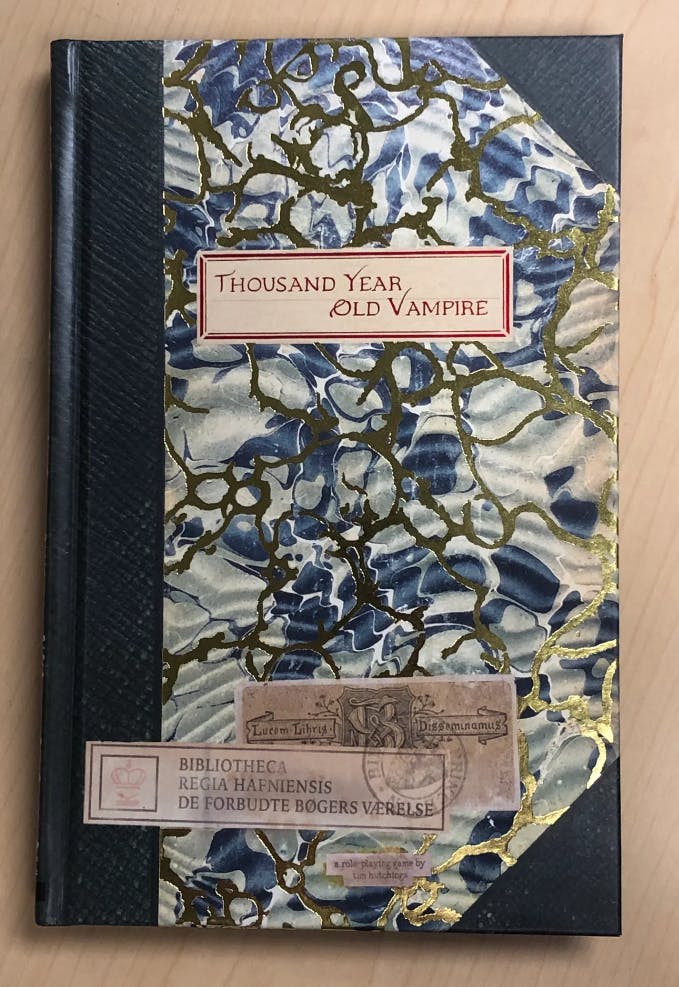 THOUSAND YEAR
OLD VAMPIRE
Lucem Libris Disseminamus
BIBLIOTHECA
REGIA HAFNIENSIS
DE FORBUDTE BØGERS VÆRELSE
a role-playing game by
tim hutchings